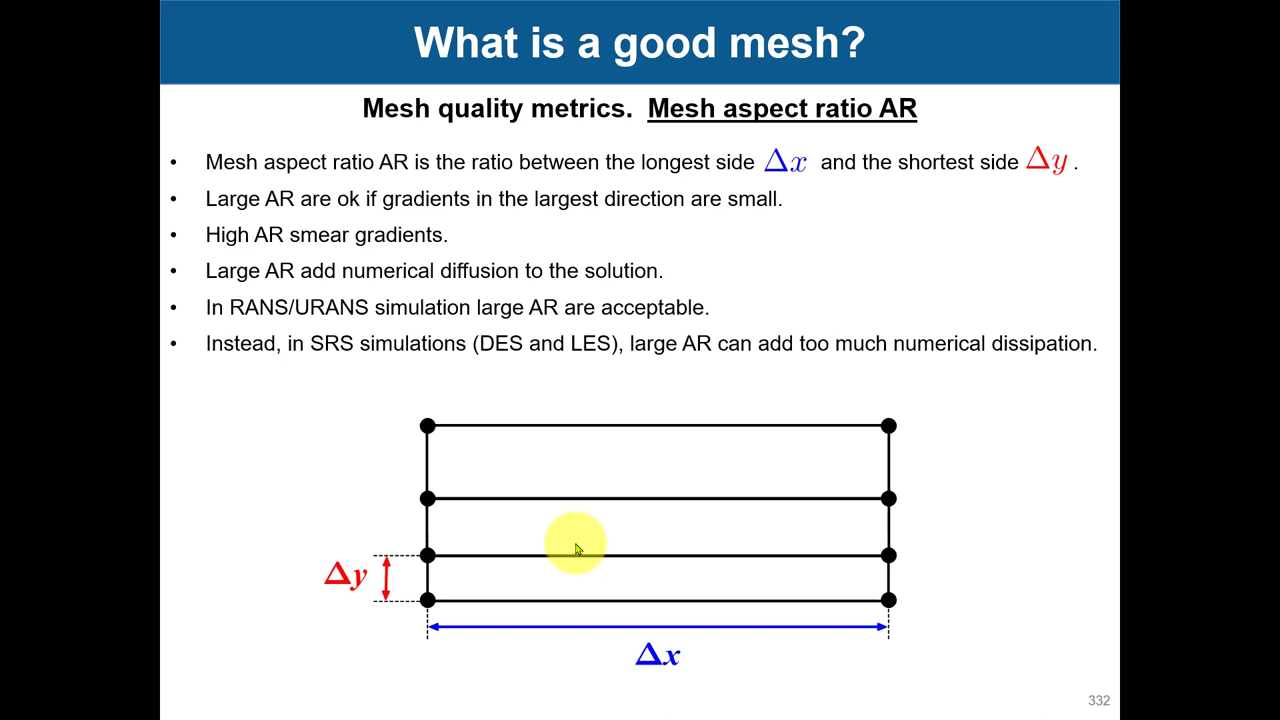 What is a good mesh?
Mesh quality metrics. Mesh aspect ratio AR
• Mesh aspect ratio AR is the ratio between the longest side Δx and the shortest side Δy .
• Large AR are ok if gradients in the largest direction are small.
• High AR smear gradients.
• Large AR add numerical diffusion to the solution.
• In RANS/URANS simulation large AR are acceptable.
• Instead, in SRS simulations (DES and LES), large AR can add too much numerical dissipation.
Δy
Δx
332